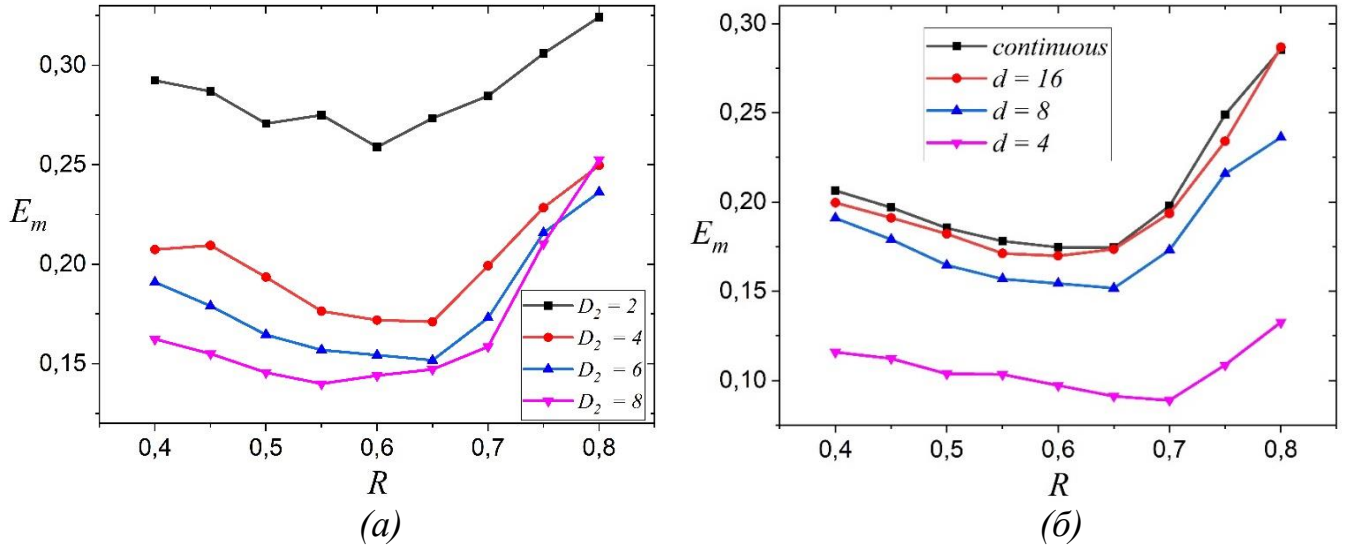 0,30
0,25
0,20
0,15
E_m
D_2 = 2
D_2 = 4
D_2 = 6
D_2 = 8
0,4 0,5 0,6 0,7 0,8
R
(а)
0,30
0,25
0,20
0,15
0,10
E_m
continuous
d = 16
d = 8
d = 4
0,4 0,5 0,6 0,7 0,8
R
(б)